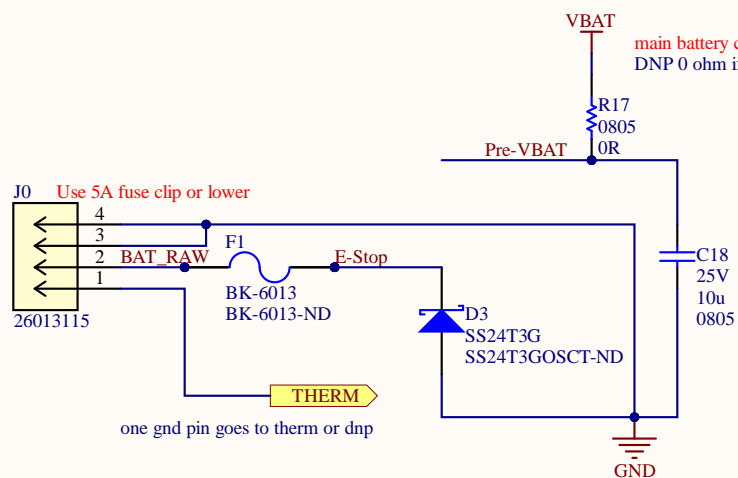 VBAT
main battery c
DNP 0 ohm i
R17
0805
0R
Pre-VBAT
J0
Use 5A fuse clip or lower
4
3
2
1
BAT_RAW
F1
E-Stop
BK-6013
BK-6013-ND
C18
25V
10u
0805
D3
SS24T3G
SS24T3GOSCT-ND
26013115
THERM
one gnd pin goes to therm or dnp
GND